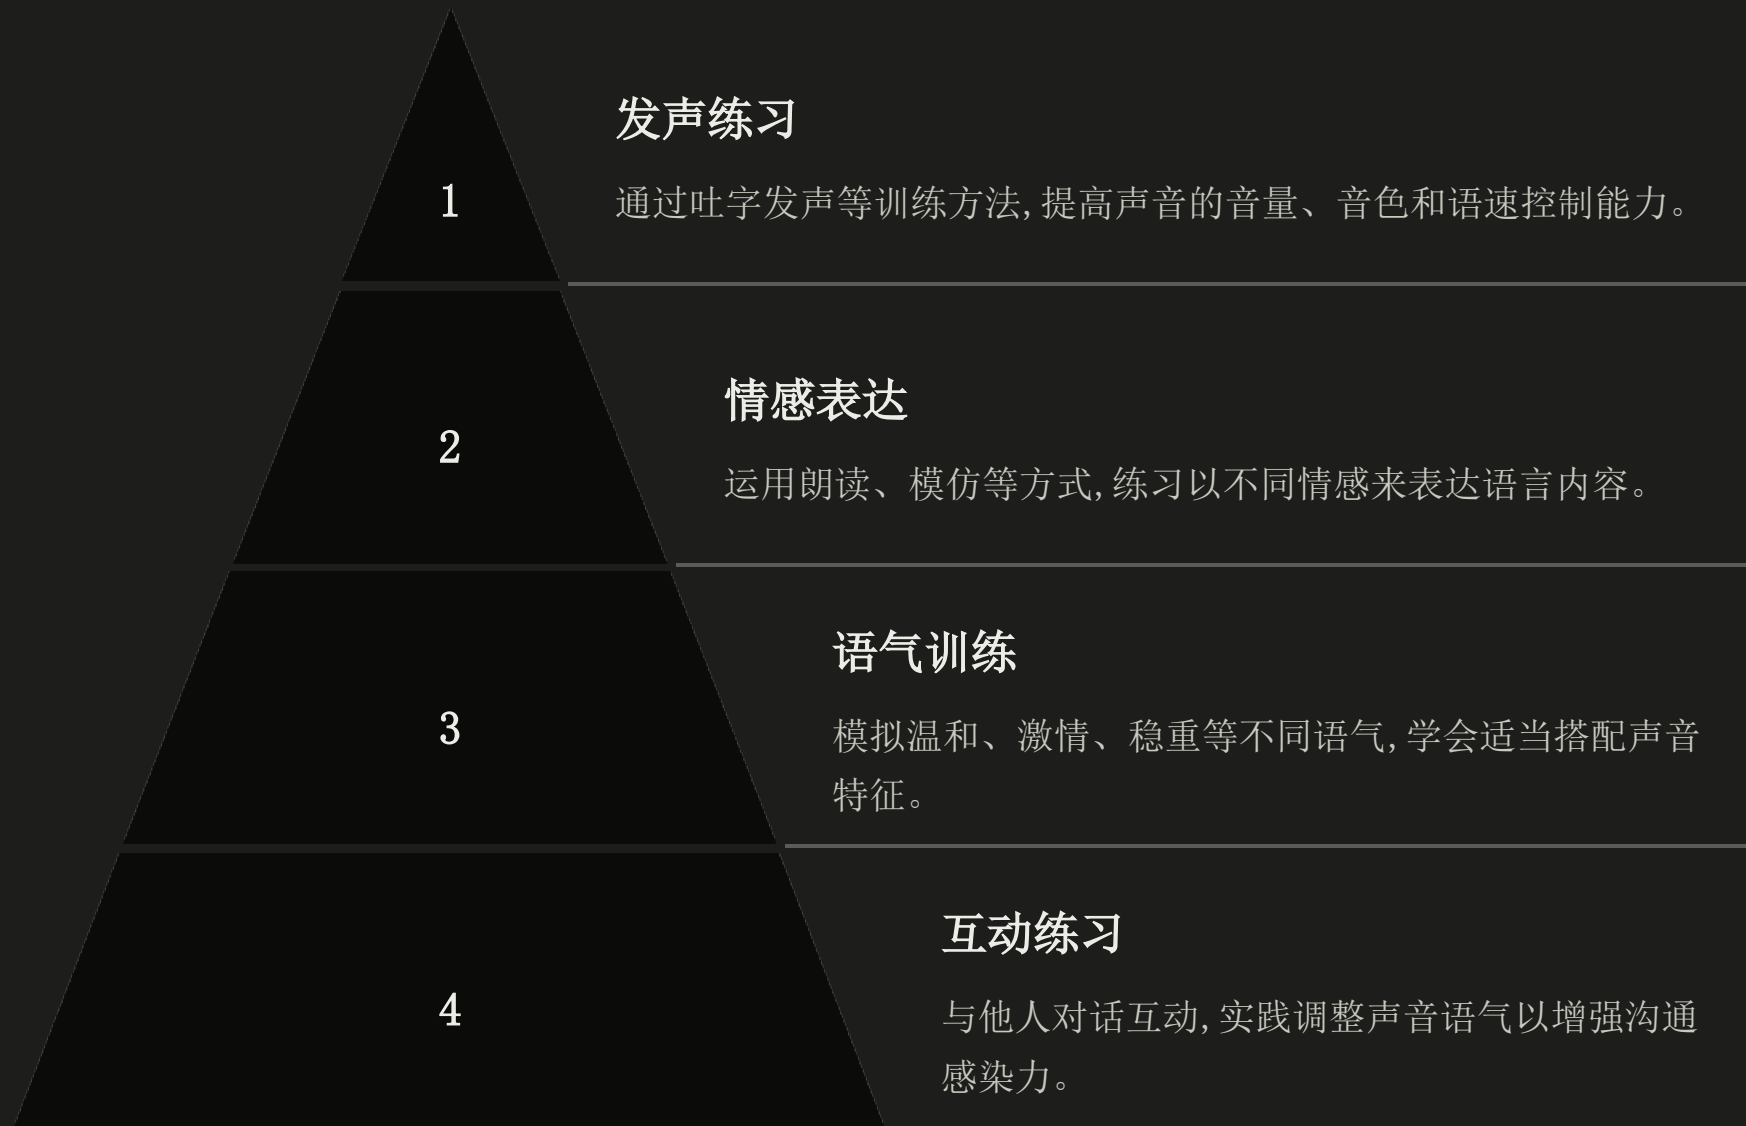 1
发声练习
通过吐字发声等训练方法,提高声音的音量、音色和语速控制能力。
2
情感表达
运用朗读、模仿等方式,练习以不同情感来表达语言内容。
3
语气训练
模拟温和、激情、稳重等不同语气,学会适当搭配声音
特征。
4
互动练习
与他人对话互动,实践调整声音语气以增强沟通
感染力。